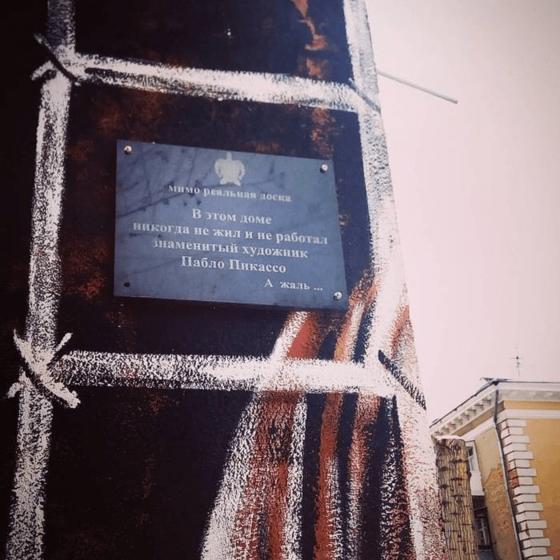 мимо реальная доска
В этом доме
никогда не жил и не работал
знаменитый художник
Пабло Пикассо
А жаль ...